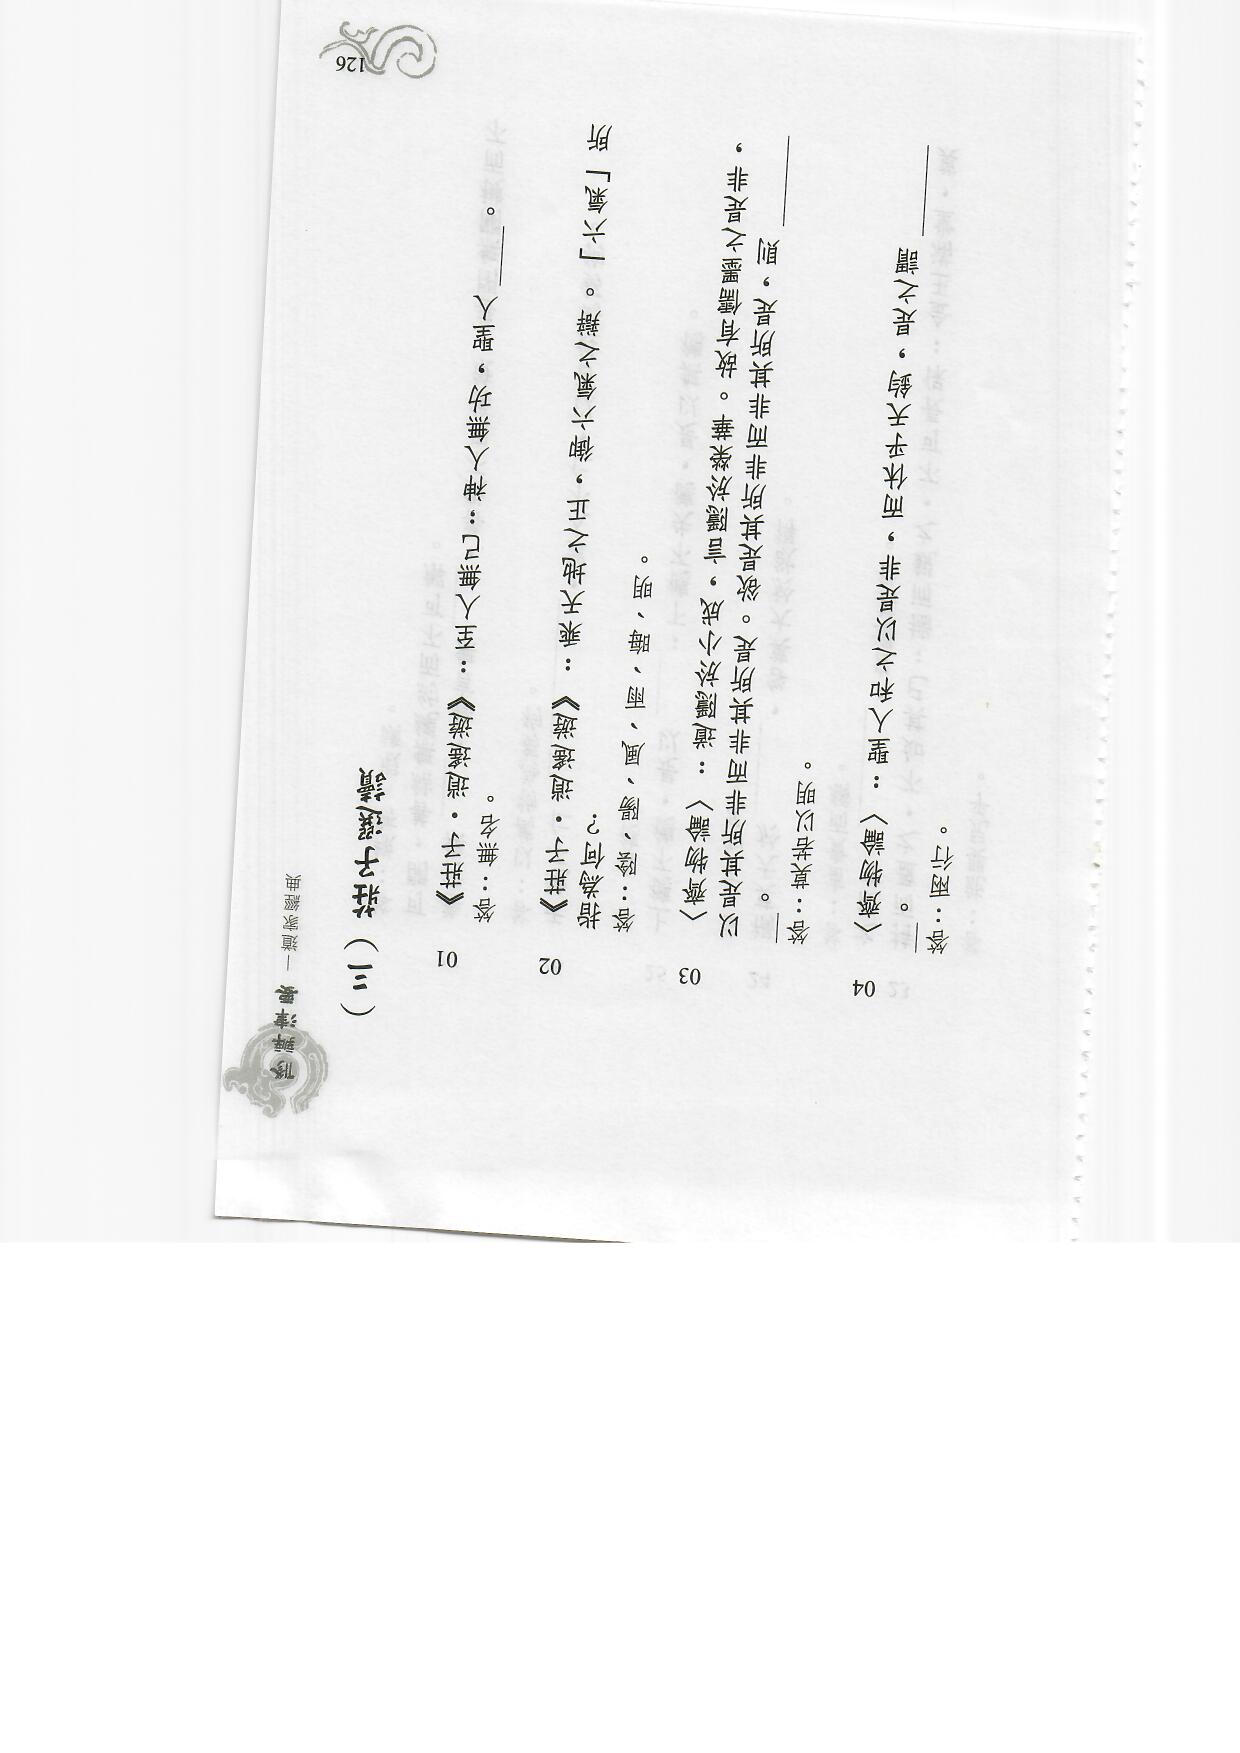 修辦津要─道家經典
（三）莊子選讀
01 《莊子‧逍遙遊》：至人無己；神人無功，聖人＿＿＿。
答：無名。
02 《莊子‧逍遙遊》：乘天地之正，御六氣之辯。「六氣」所
指為何？
答：陰、陽、風、雨、晦、明。
03 〈齊物論〉：道隱於小成，言隱於榮華。故有儒墨之是非，
以是其所非而非其所是。欲是其所非而非其所是，則＿＿＿
＿。
答：莫若以明。
04 〈齊物論〉：聖人和之以是非，而休乎天鈞，是之謂＿＿＿
＿。
答：兩行。
126